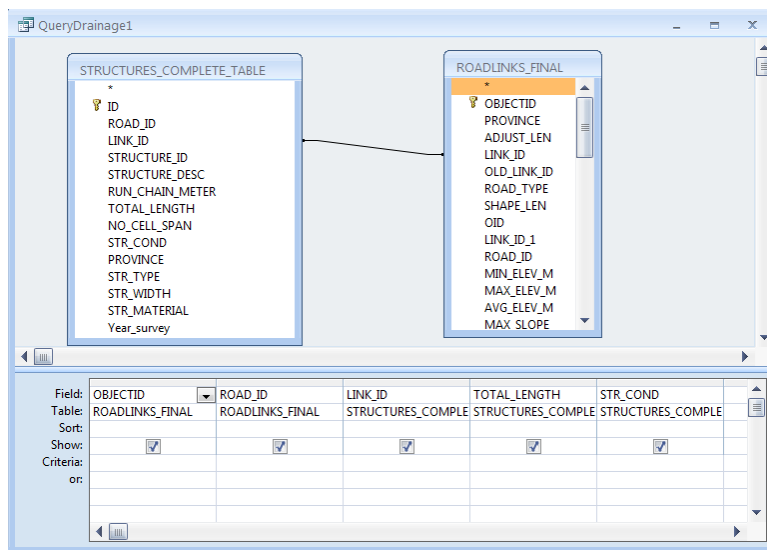 QueryDrainage1
STRUCTURES_COMPLETE_TABLE
*
ID
ROAD_ID
LINK_ID
STRUCTURE_ID
STRUCTURE_DESC
RUN_CHAIN_METER
TOTAL_LENGTH
NO_CELL_SPAN
STR_COND
PROVINCE
STR_TYPE
STR_WIDTH
STR_MATERIAL
Year_survey
ROADLINKS_FINAL
*
OBJECTID
PROVINCE
ADJUST_LEN
LINK_ID
OLD_LINK_ID
ROAD_TYPE
SHAPE_LEN
OID
LINK_ID_1
ROAD_ID
MIN_ELEV_M
MAX_ELEV_M
AVG_ELEV_M
MAX_SLOPE
Field: OBJECTID ROAD_ID LINK_ID TOTAL_LENGTH STR_COND
Table: ROADLINKS_FINAL ROADLINKS_FINAL STRUCTURES_COMPLE STRUCTURES_COMPLE STRUCTURES_COMPLE
Sort:
Show:
Criteria:
or: